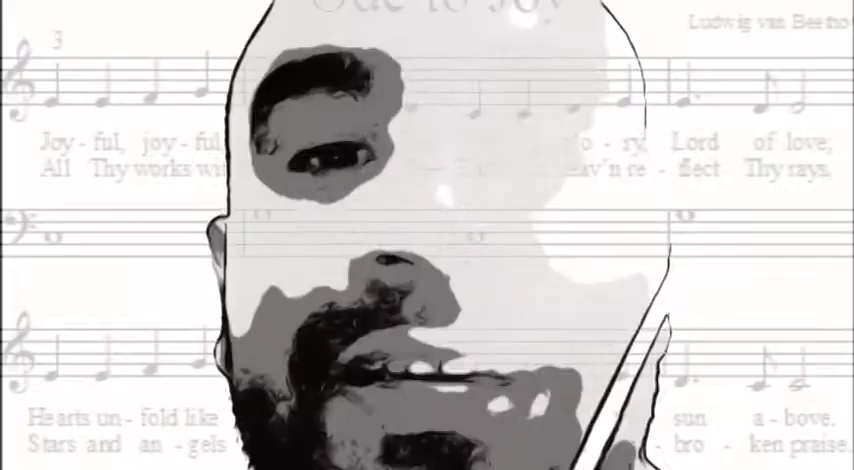 Ode to Joy
Ludwig van Beetho
3
Joy - ful, joy - ful o - ry, Lord of love;
All Thy works wi eav'n re - flect Thy rays,
Hearts un - fold like sun a - bove.
Stars and an - gels bro - ken praise